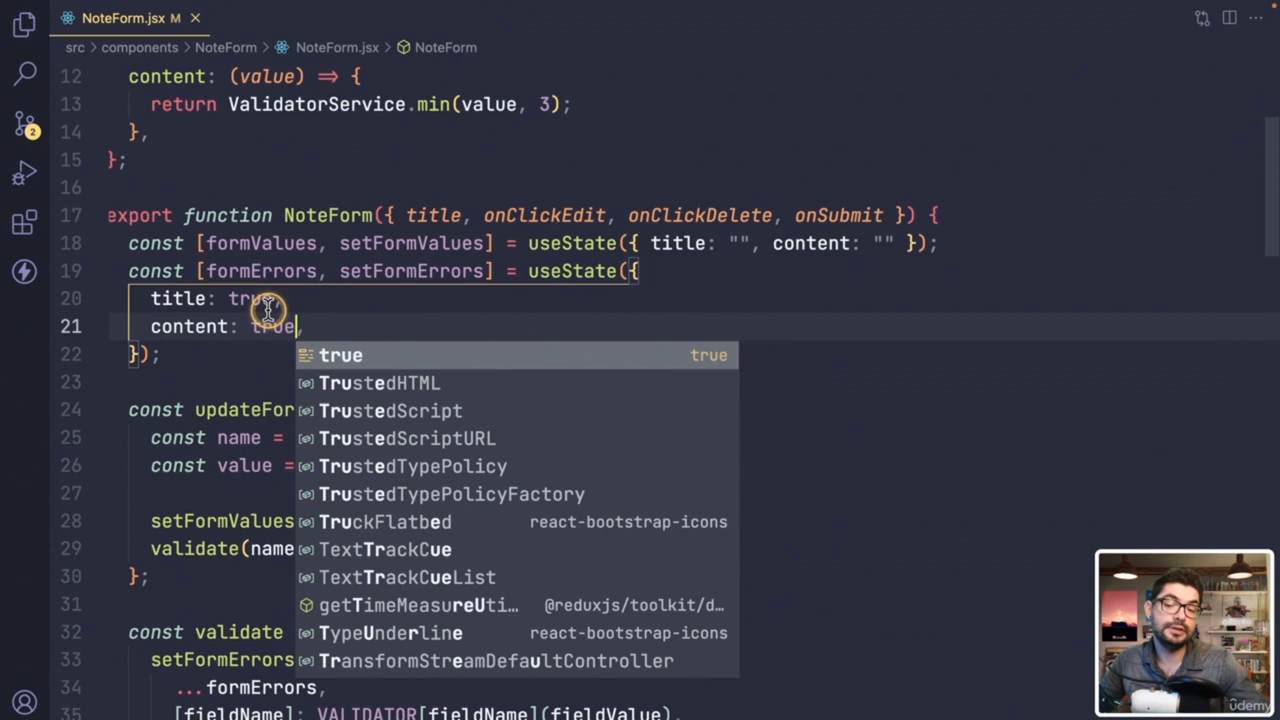 NoteForm.jsx M
src > components > NoteForm > NoteForm.jsx > NoteForm
12 content: (value) => {
13 return ValidatorService.min(value, 3);
14 },
15 };
16
17 export function NoteForm({ title, onClickEdit, onClickDelete, onSubmit }) {
18 const [formValues, setFormValues] = useState({ title: "", content: "" });
19 const [formErrors, setFormErrors] = useState({
20 title: true,
21 content: true,
22 });
true true
23
TrustedHTML
24 const updateFor
TrustedScript
25 const name =
TrustedScriptURL
26 const value =
TrustedTypePolicy
27
TrustedTypePolicyFactory
28 setFormValues
TruckFlatbed react-bootstrap-icons
29 validate(name
TextTrackCue
30 };
TextTrackCueList
31
getTimeMeasureUti... @reduxjs/toolkit/d...
32 const validate
TypeUnderline react-bootstrap-icons
33 setFormErrors
TransformStreamDefaultController
34 ...formErrors,
35 [fieldName]: VALIDATOR[fieldName](fieldValue),
2
udemy